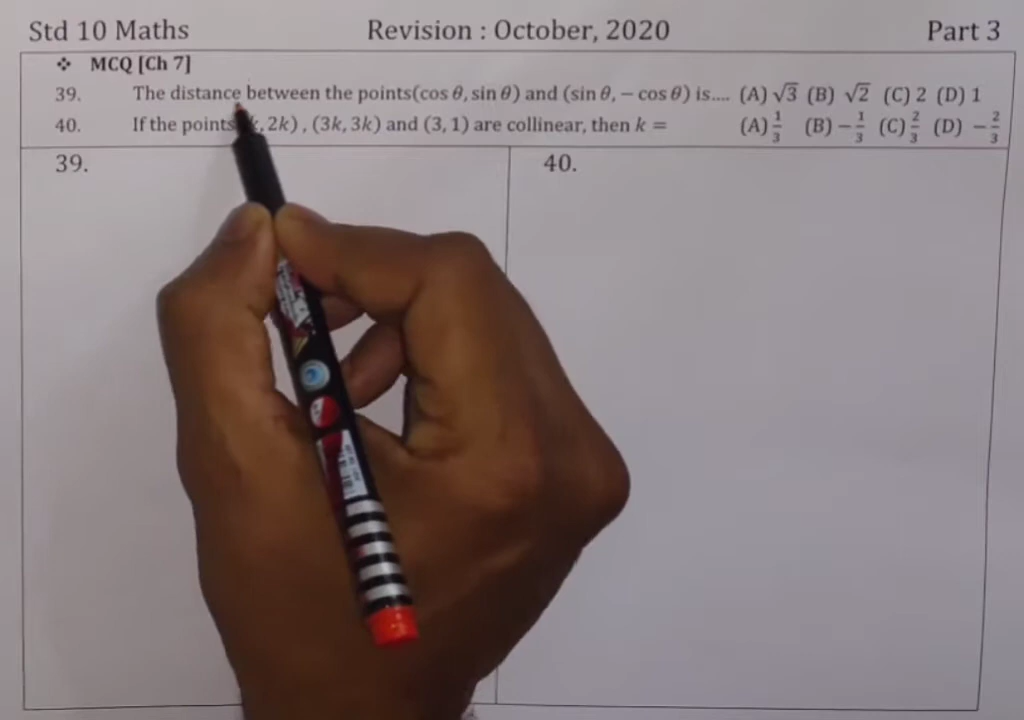 Std 10 Maths Revision : October, 2020 Part 3
❖ MCQ [Ch 7]
39. The distance between the points(cos θ, sin θ) and (sin θ, − cos θ) is.... (A) √3 (B) √2 (C) 2 (D) 1
40. If the points , 2k) , (3k, 3k) and (3, 1) are collinear, then k = (A) 1/3 (B) − 1/3 (C) 2/3 (D) − 2/3
39. 40.